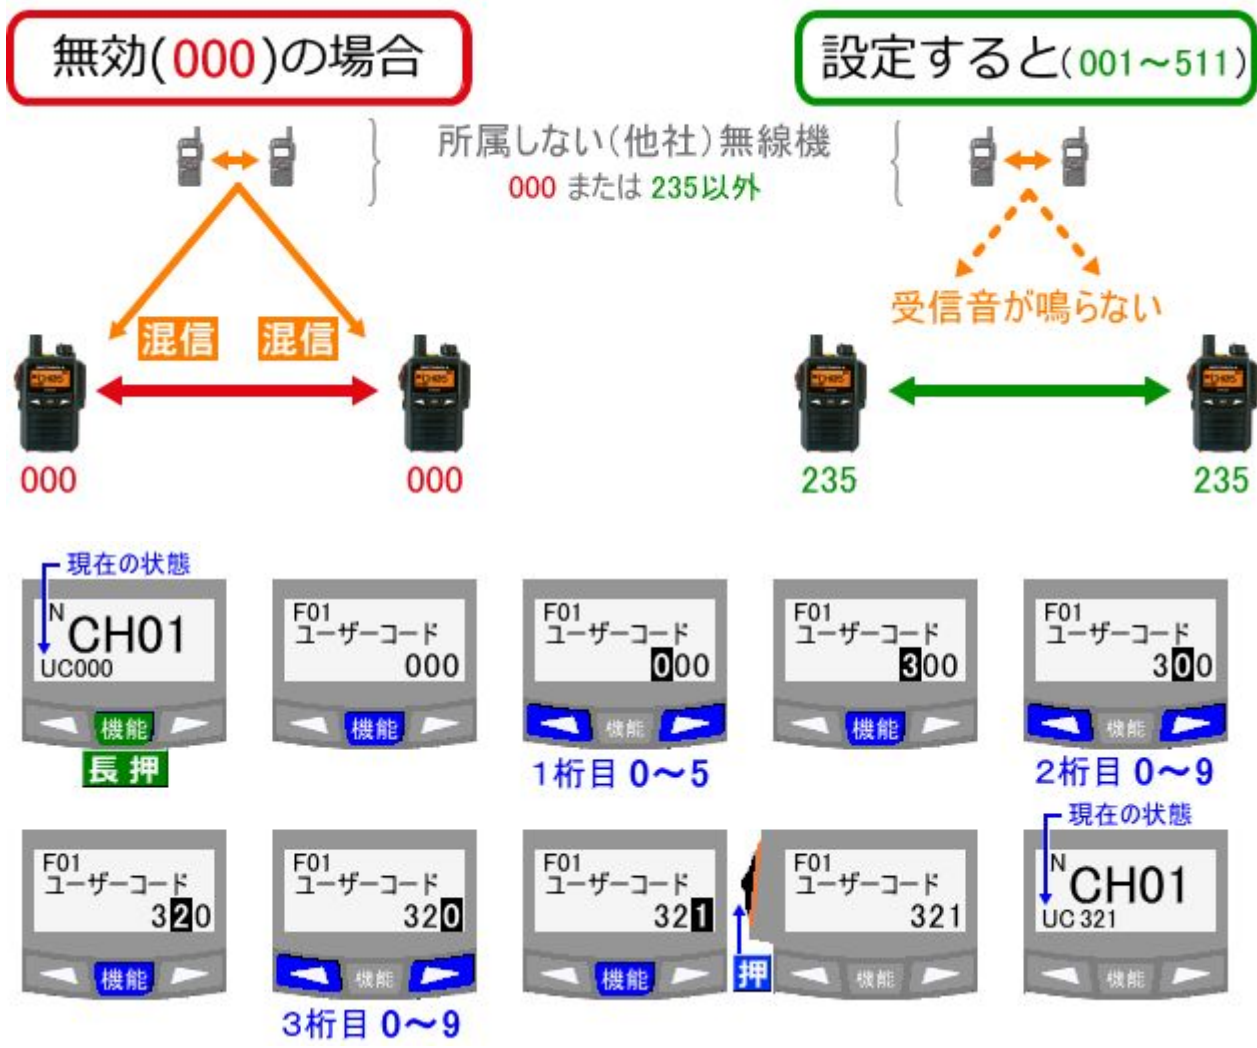 無効(000)の場合
設定すると(001～511)
所属しない(他社)無線機
000 または 235以外
混信
混信
受信音が鳴らない
CH05
CH05
CH05
CH05
000
000
235
235
現在の状態
N
CH01
UC000
機能
長押
F01
ユーザーコード
000
機能
F01
ユーザーコード
000
機能
1桁目 0～5
F01
ユーザーコード
300
機能
F01
ユーザーコード
300
機能
2桁目 0～9
F01
ユーザーコード
320
機能
F01
ユーザーコード
320
機能
3桁目 0～9
F01
ユーザーコード
321
機能
押
F01
ユーザーコード
321
機能
現在の状態
N
CH01
UC 321
機能